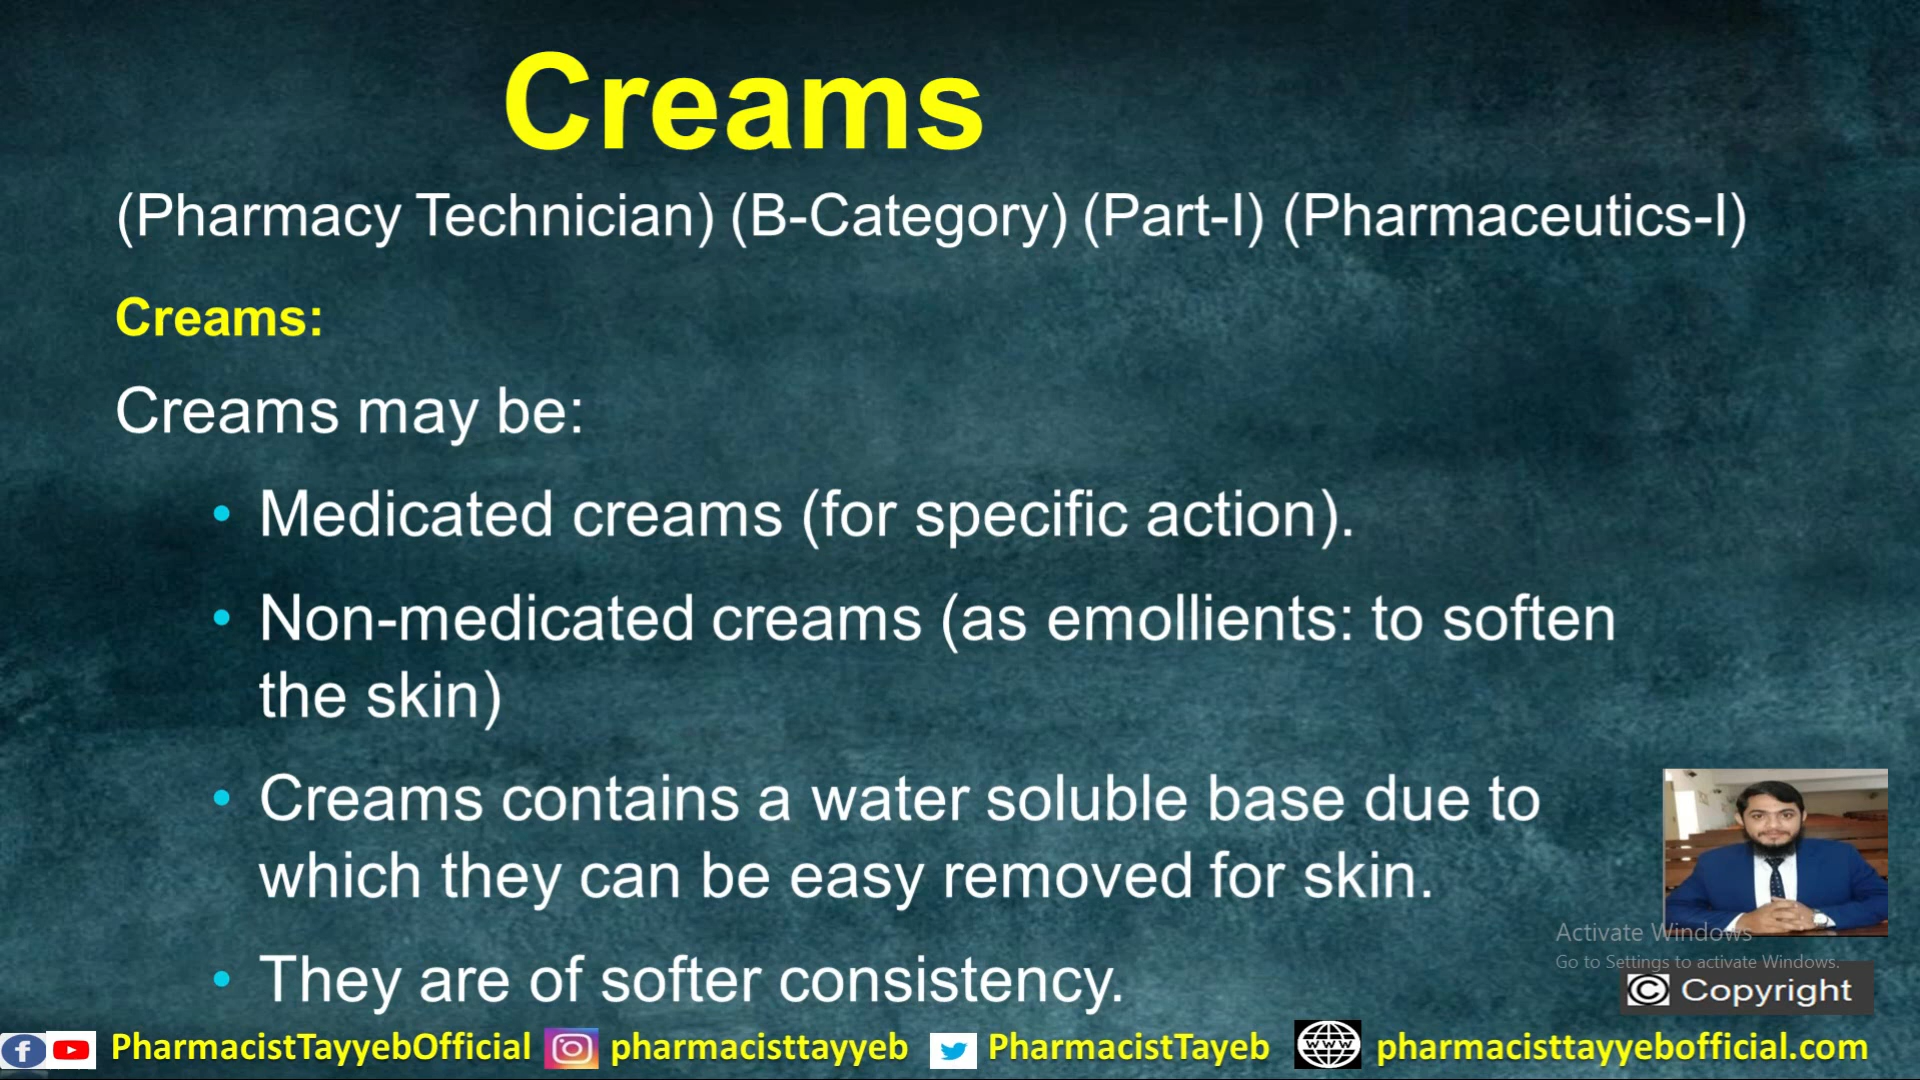 Creams
(Pharmacy Technician) (B-Category) (Part-I) (Pharmaceutics-I)
Creams:
Creams may be:
• Medicated creams (for specific action).
• Non-medicated creams (as emollients: to soften
the skin)
• Creams contains a water soluble base due to
which they can be easy removed for skin.
• They are of softer consistency.
Activate Windows
Go to Settings to activate Windows.
© Copyright
f PharmacistTayyebOfficial pharmacisttayyeb PharmacistTayeb WWW pharmacisttayyebofficial.com